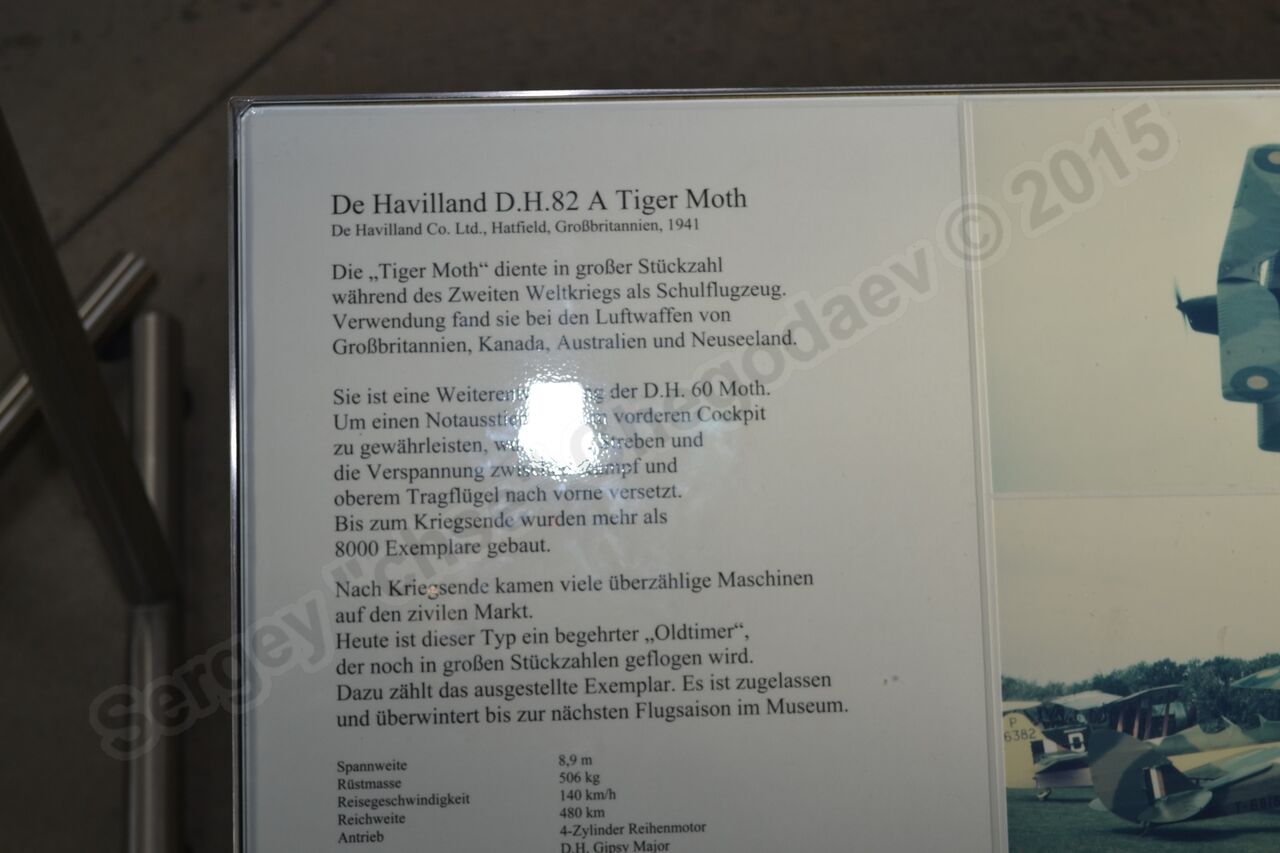 De Havilland D.H.82 A Tiger Moth
De Havilland Co. Ltd., Hatfield, Großbritannien, 1941
Die „Tiger Moth“ diente in großer Stückzahl
während des Zweiten Weltkriegs als Schulflugzeug.
Verwendung fand sie bei den Luftwaffen von
Großbritannien, Kanada, Australien und Neuseeland.
Sie ist eine der D.H. 60 Moth.
Um einen vorderen Cockpit
zu gewährleisten, Streben und
die Verspannung und
oberem Tragflügel nach vorne versetzt.
Bis zum Kriegsende wurden mehr als
8000 Exemplare gebaut.
Nach Kriegsende kamen viele überzählige Maschinen
auf den zivilen Markt.
Heute ist dieser Typ ein begehrter „Oldtimer“,
der noch in großen Stückzahlen geflogen wird.
Dazu zählt das ausgestellte Exemplar. Es ist zugelassen
und überwintert bis zur nächsten Flugsaison im Museum.
Spannweite 8,9 m
Rüstmasse 506 kg
Reisegeschwindigkeit 140 km/h
Reichweite 480 km
Antrieb 4-Zylinder Reihenmotor
D.H. Gipsy Major
P
6382
Sergey Chegodaev © 2015